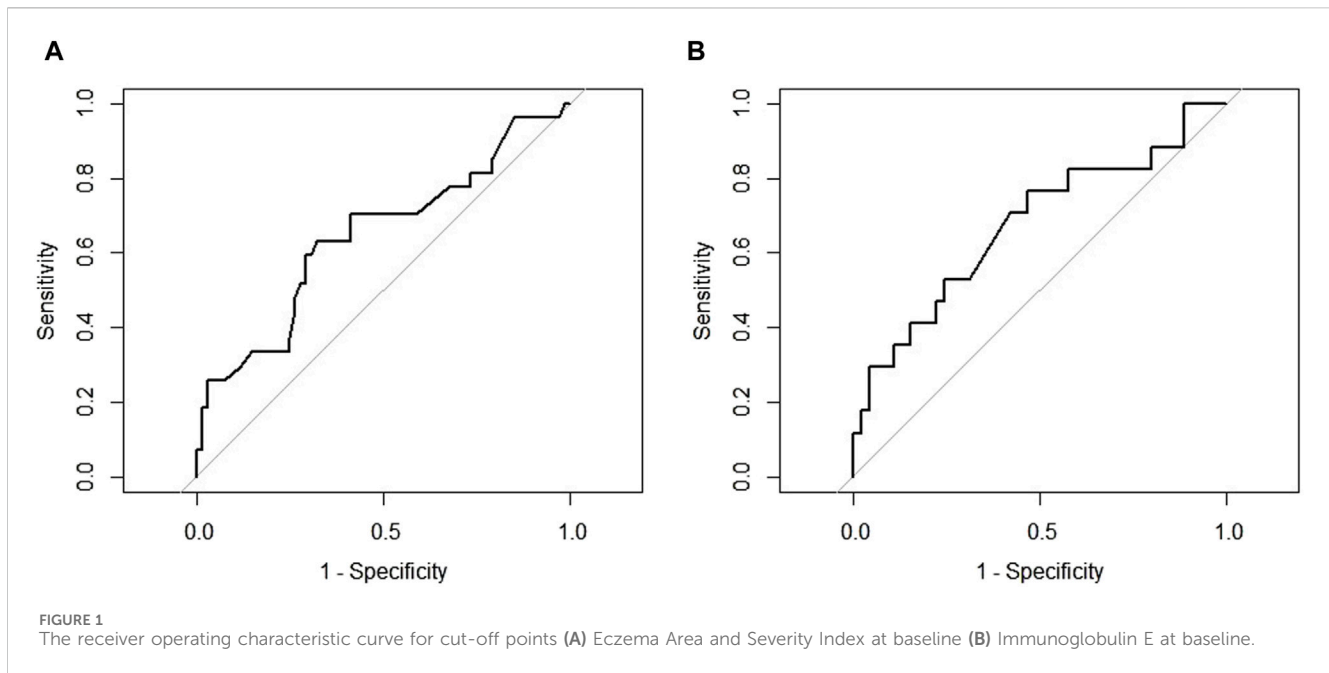 A
B
1.0
0.8
0.6
0.4
0.2
0.0
Sensitivity
0.0 0.5 1.0
1 - Specificity
1.0
0.8
0.6
0.4
0.2
0.0
Sensitivity
0.0 0.5 1.0
1 - Specificity
FIGURE 1
The receiver operating characteristic curve for cut-off points (A) Eczema Area and Severity Index at baseline (B) Immunoglobulin E at baseline.